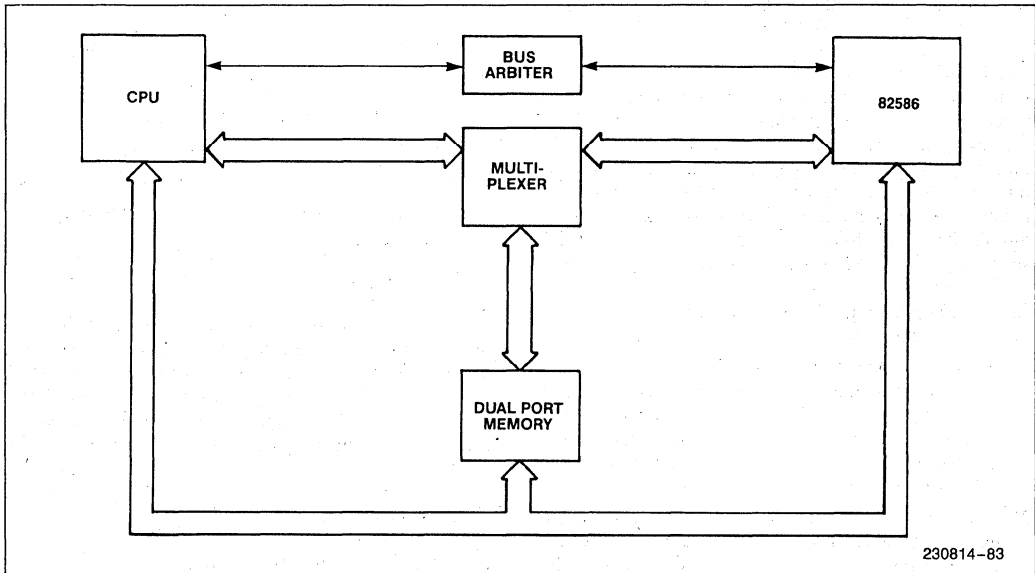 CPU
BUS
ARBITER
82586
MULTI-
PLEXER
DUAL PORT
MEMORY
230814-83